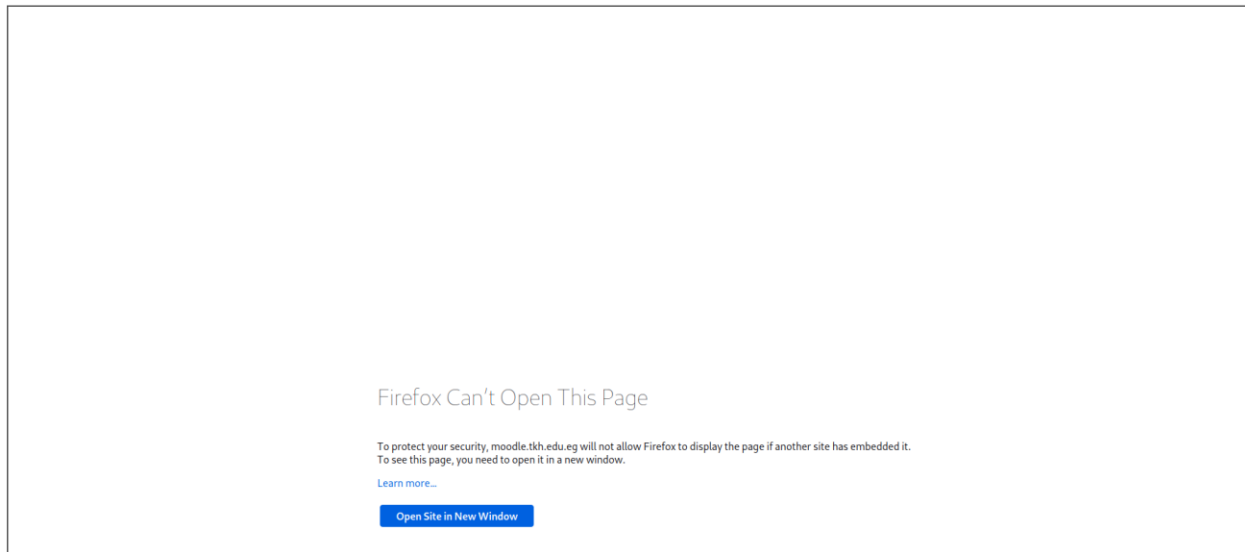 Firefox Can't Open This Page
To protect your security, moodle.tkh.edu.eg will not allow Firefox to display the page if another site has embedded it.
To see this page, you need to open it in a new window.
Learn more...
Open Site in New Window